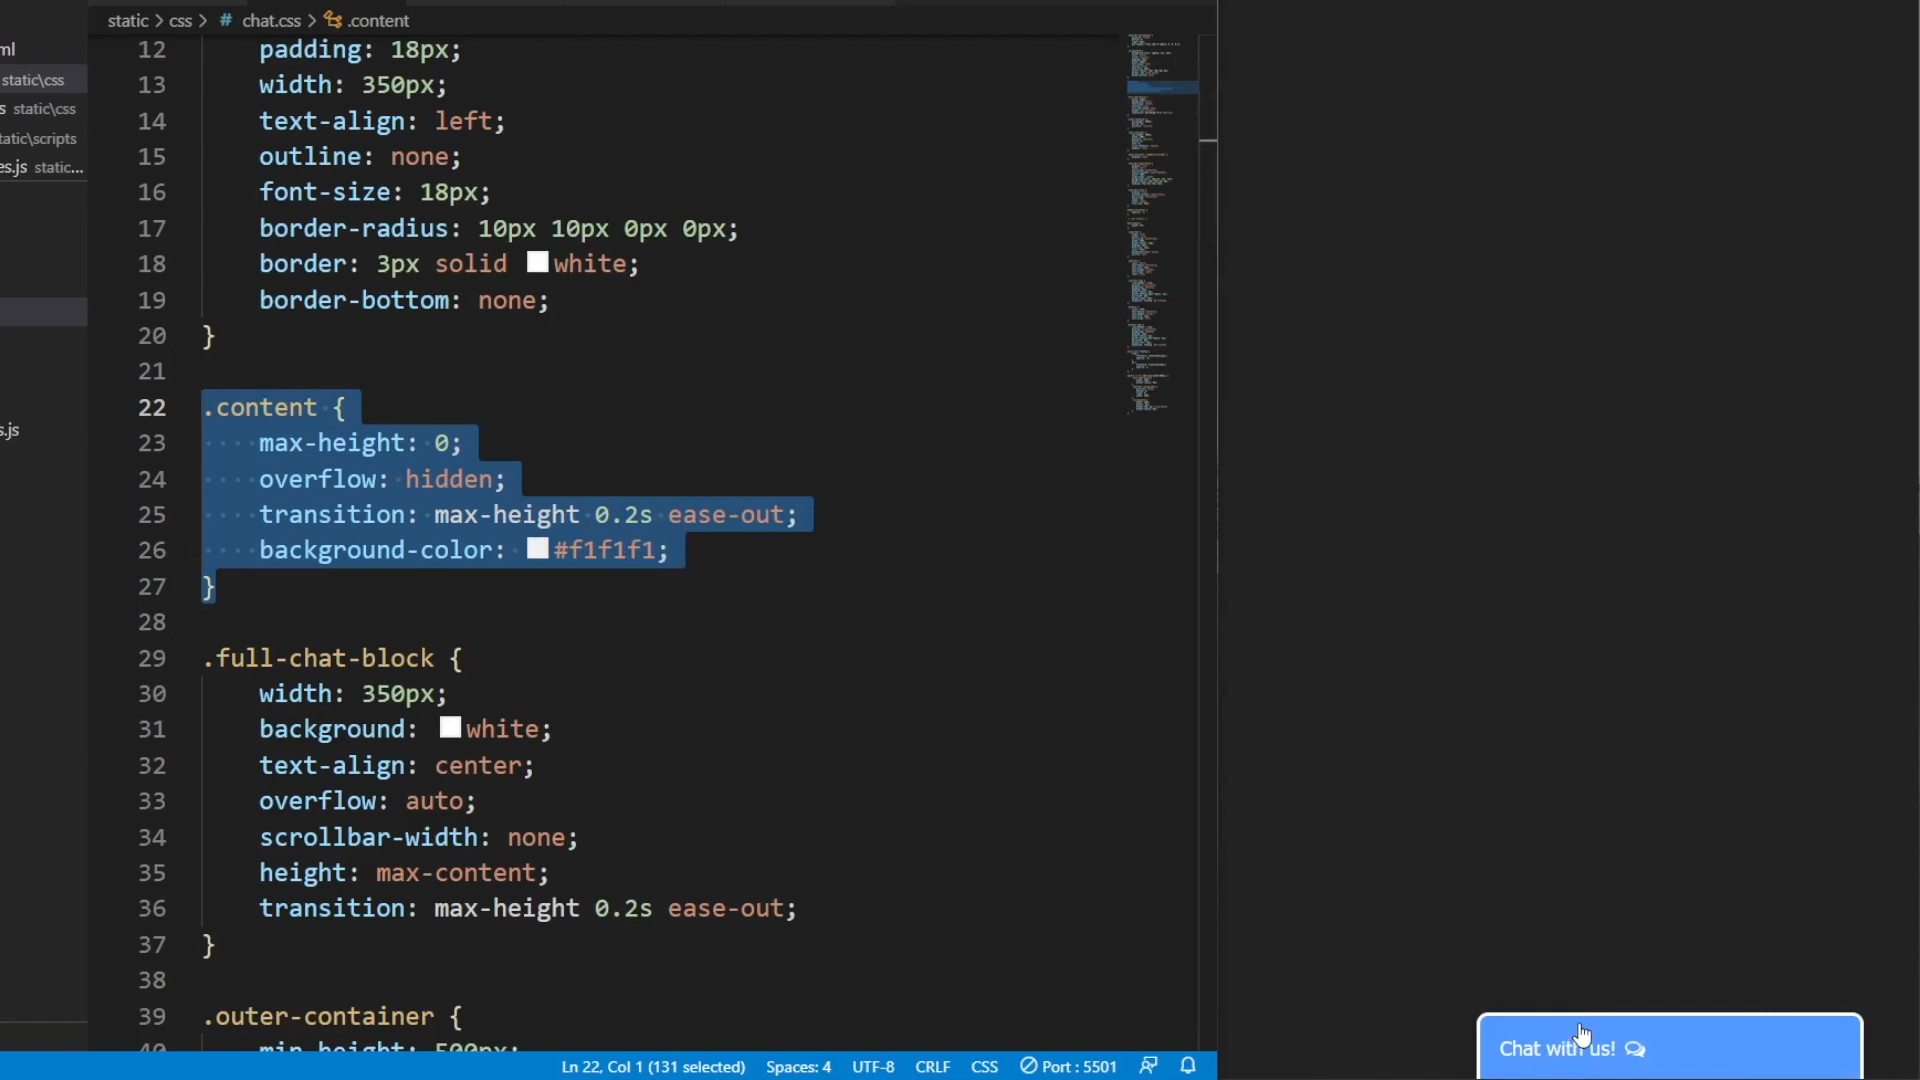 static > css > # chat.css > .content
ml
static\css
s static\css
tatic\scripts
es.js static...
s.js
12 padding: 18px;
13 width: 350px;
14 text-align: left;
15 outline: none;
16 font-size: 18px;
17 border-radius: 10px 10px 0px 0px;
18 border: 3px solid white;
19 border-bottom: none;
20 }
21
22 .content {
23 max-height: 0;
24 overflow: hidden;
25 transition: max-height 0.2s ease-out;
26 background-color: #f1f1f1;
27 }
28
29 .full-chat-block {
30 width: 350px;
31 background: white;
32 text-align: center;
33 overflow: auto;
34 scrollbar-width: none;
35 height: max-content;
36 transition: max-height 0.2s ease-out;
37 }
38
39 .outer-container {
40 min-height: 500px;
Ln 22, Col 1 (131 selected) Spaces: 4 UTF-8 CRLF CSS Port : 5501
Chat with us!